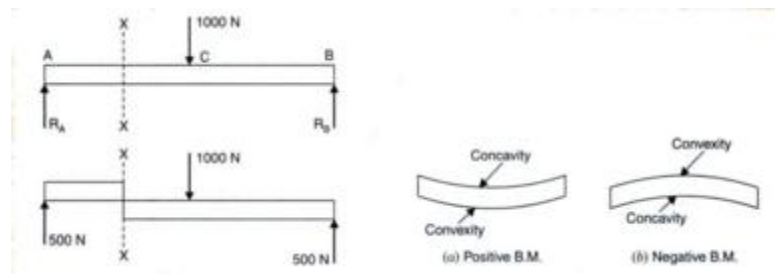 X
1000 N
A
C
B
R_A
X
R_B
X
1000 N
500 N
X
500 N
Concavity
Convexity
(a) Positive B.M.
Convexity
Concavity
(b) Negative B.M.